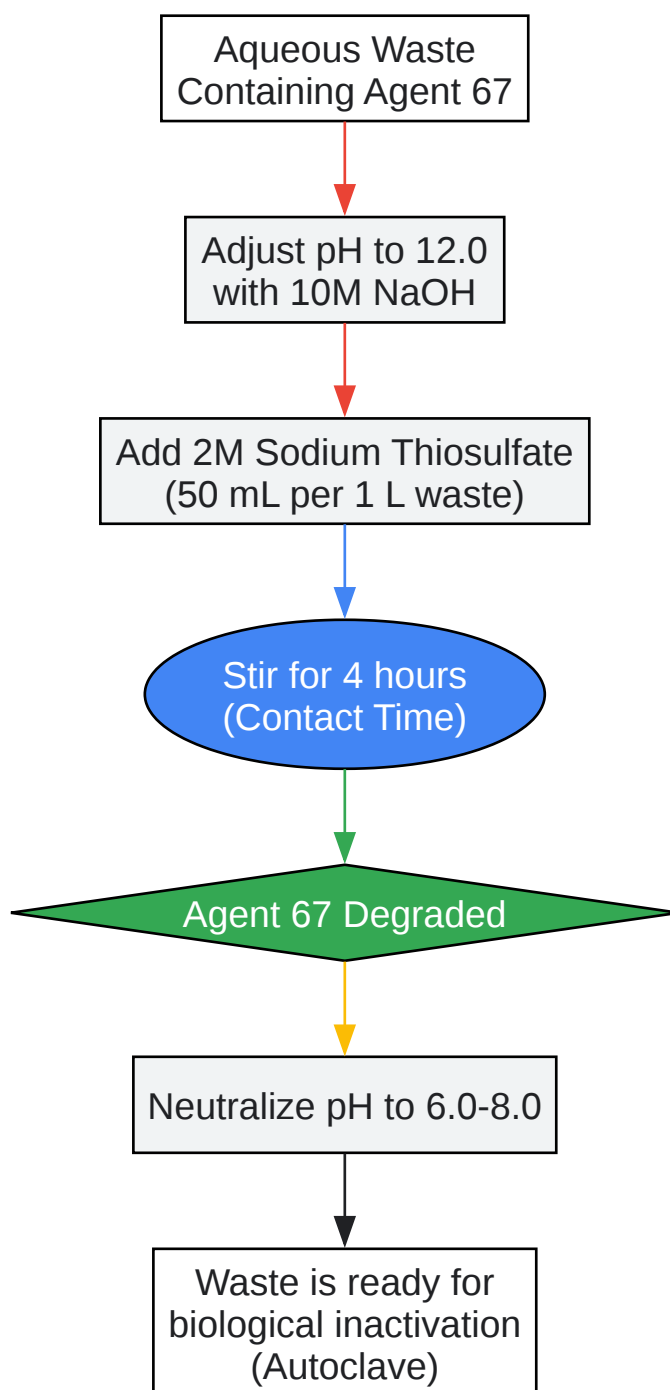 Aqueous Waste
Containing Agent 67
Adjust pH to 12.0
with 10M NaOH
Add 2M Sodium Thiosulfate
(50 mL per 1 L waste)
Stir for 4 hours
(Contact Time)
Agent 67 Degraded
Neutralize pH to 6.0-8.0
Waste is ready for
biological inactivation
(Autoclave)